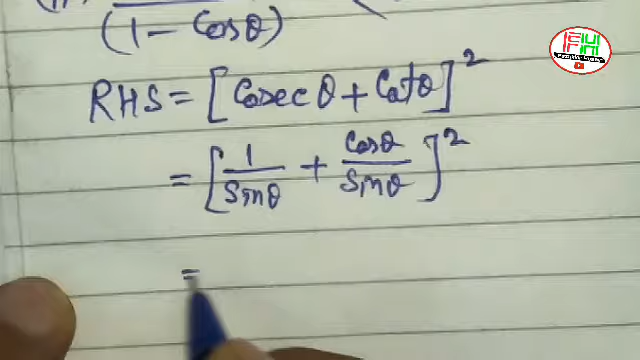 (1 - Cosθ)
RHS = [Cosecθ + Cotθ]²
= [1/Sinθ + Cosθ/Sinθ]²
=